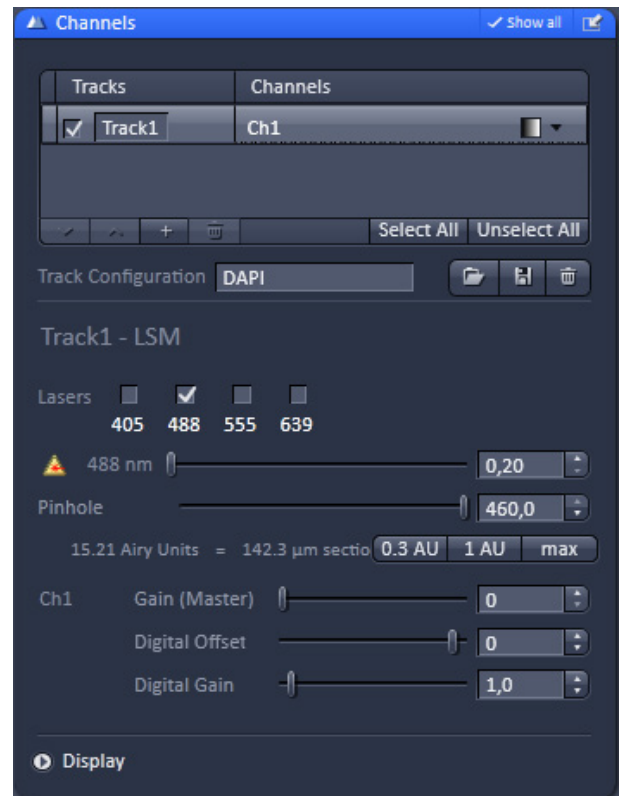 Channels Show all
Tracks Channels
Track1 Ch1
Select All Unselect All
Track Configuration DAPI
Track1 - LSM
Lasers
405 488 555 639
488 nm 0,20
Pinhole 460,0
15.21 Airy Units = 142.3 µm sectio 0.3 AU 1 AU max
Ch1 Gain (Master) 0
Digital Offset 0
Digital Gain 1,0
Display